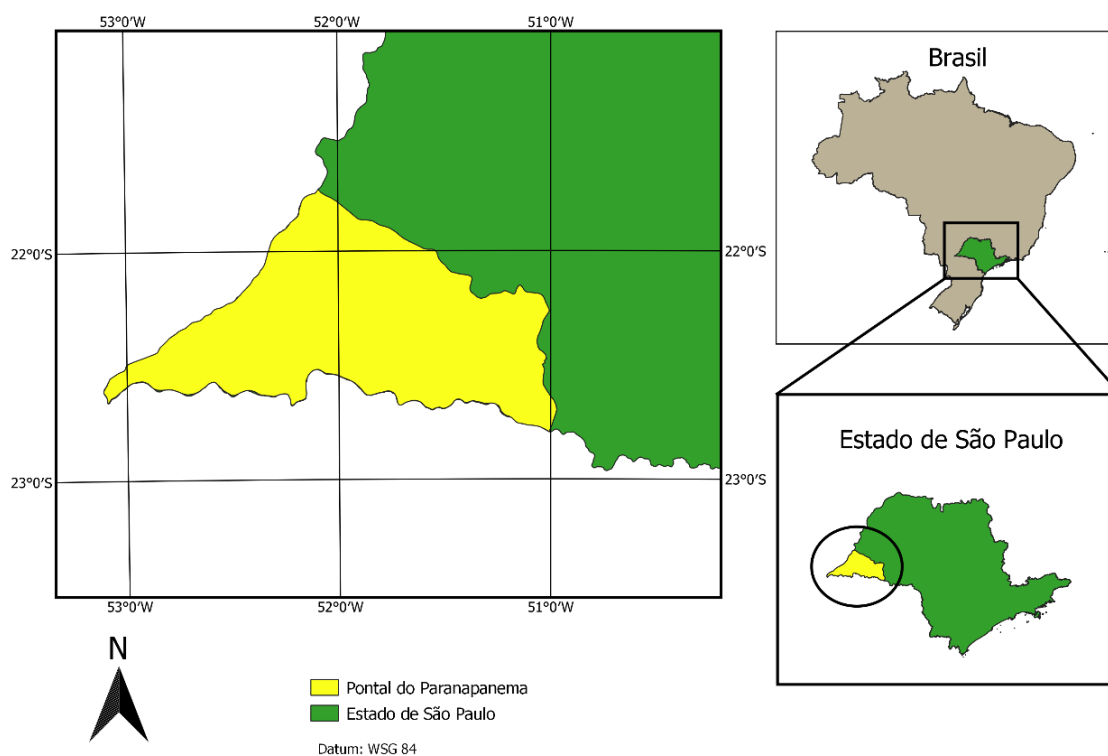 53°0'W 52°0'W 51°0'W
22°0'S 22°0'S
23°0'S 23°0'S
53°0'W 52°0'W 51°0'W
N
Pontal do Paranapanema
Estado de São Paulo
Datum: WSG 84
Brasil
Estado de São Paulo